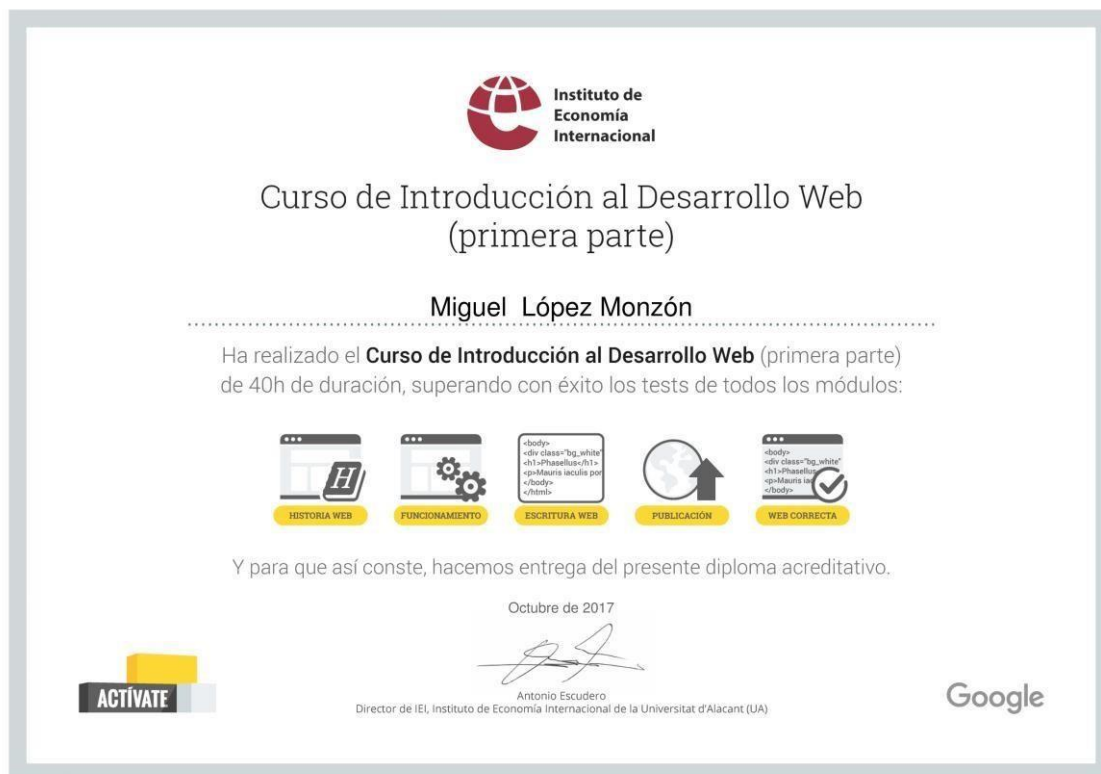 Instituto de
Economía
Internacional
Curso de Introducción al Desarrollo Web
(primera parte)
Miguel López Monzón
Ha realizado el Curso de Introducción al Desarrollo Web (primera parte)
de 40h de duración, superando con éxito los tests de todos los módulos:
H
<body>
<div class="bg_white"
<h1>Phasellus</h1>
<p>Mauris iaculis por
</body>
</html>
<body>
<div class="bg_white"
<h1>Phasellus
<p>Mauris iac
</body>
HISTORIA WEB
FUNCIONAMIENTO
ESCRITURA WEB
PUBLICACIÓN
WEB CORRECTA
Y para que así conste, hacemos entrega del presente diploma acreditativo.
Octubre de 2017
Antonio Escudero
Director de IEI, Instituto de Economía Internacional de la Universitat d'Alacant (UA)
ACTÍVATE
Google